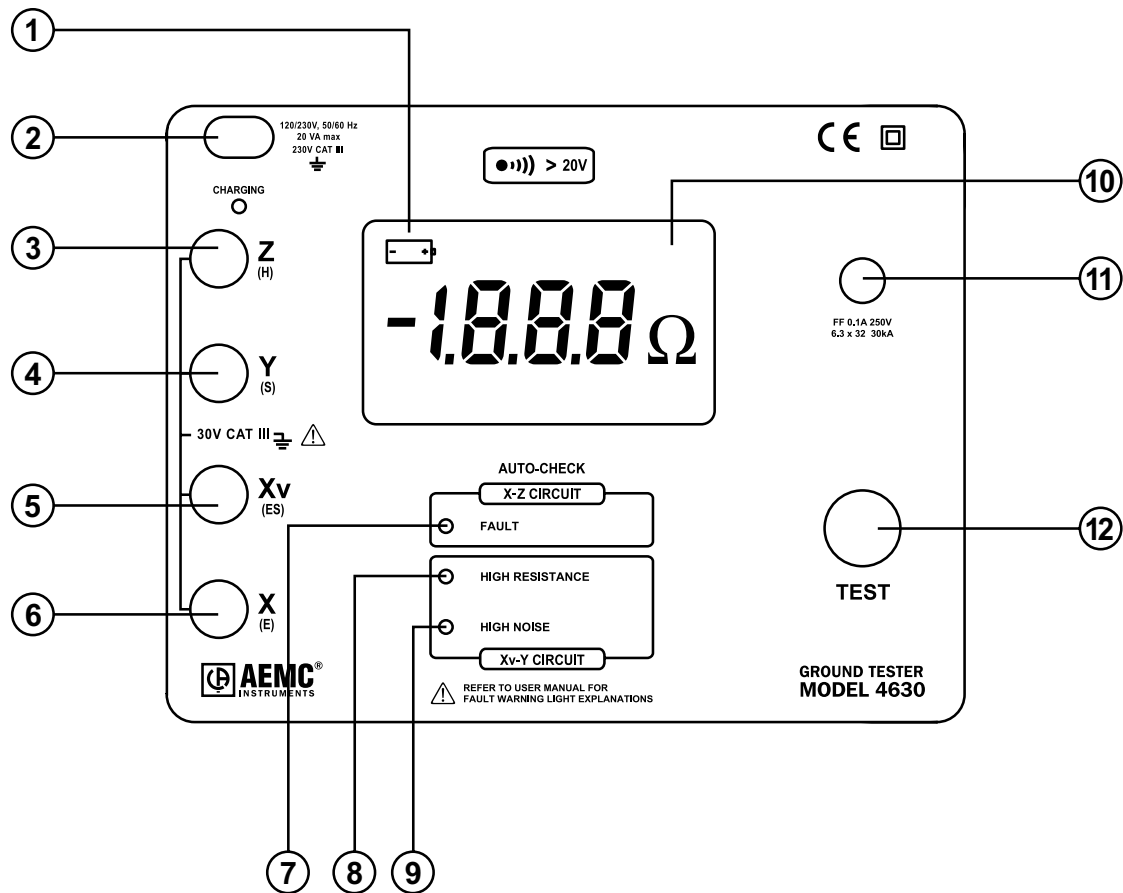 1
2
120/230V, 50/60 Hz
20 VA max
230V CAT III
> 20V
CE
CHARGING
3
Z
(H)
10
- +
-1.8.8.8 Ω
11
FF 0.1A 250V
6.3 x 32 30kA
4
Y
(S)
30V CAT III
AUTO-CHECK
X-Z CIRCUIT
FAULT
5
Xv
(ES)
12
TEST
HIGH RESISTANCE
HIGH NOISE
Xv-Y CIRCUIT
6
X
(E)
AEMC®
INSTRUMENTS
REFER TO USER MANUAL FOR
FAULT WARNING LIGHT EXPLANATIONS
GROUND TESTER
MODEL 4630
7
8
9